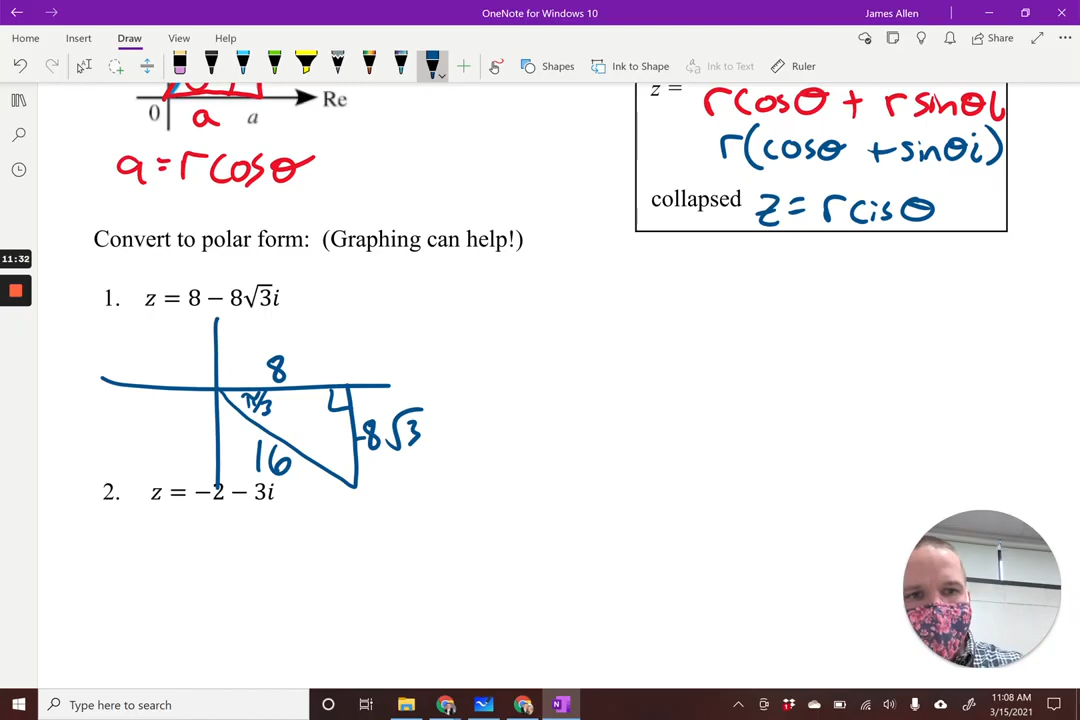 OneNote for Windows 10
James Allen
Home Insert Draw View Help
Share
Shapes
Ink to Shape
Ink to Text
Ruler
Re
0 a a
a = r cos θ
z =
r cos θ + r sin θ i
r(cos θ + sin θ i)
collapsed z = r cis θ
Convert to polar form: (Graphing can help!)
11:32
1. z = 8 − 8√3i
8
π/3
-8√3
16
2. z = −2 − 3i
Type here to search
11:08 AM
3/15/2021